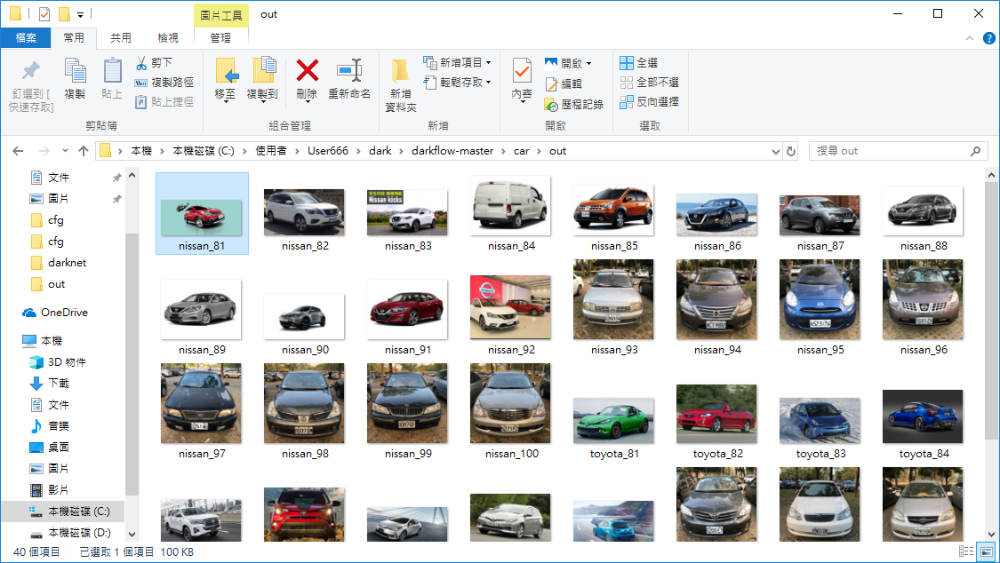 圖片工具
out
檔案
常用
共用
檢視
管理
釘選到 [
快速存取]
複製
貼上
剪下
複製路徑
貼上捷徑
剪貼簿
移至
複製到
刪除
重新命名
組合管理
新增
資料夾
新增項目
輕鬆存取
新增
內容
開啟
編輯
歷程記錄
開啟
全選
全部不選
反向選擇
選取
本機 › 本機磁碟 (C:) › 使用者 › User666 › dark › darkflow-master › car › out
搜尋 out
文件
圖片
cfg
cfg
darknet
out
OneDrive
本機
3D 物件
下載
文件
音樂
桌面
圖片
影片
本機磁碟 (C:)
本機磁碟 (D:)
Nissan kicks
nissan_81
nissan_82
nissan_83
nissan_84
nissan_85
nissan_86
nissan_87
nissan_88
nissan_89
nissan_90
nissan_91
nissan_92
nissan_93
nissan_94
nissan_95
nissan_96
nissan_97
nissan_98
nissan_99
nissan_100
toyota_81
toyota_82
toyota_83
toyota_84
40 個項目
已選取 1 個項目 100 KB